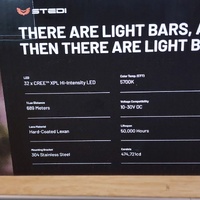 STEDI
THERE ARE LIGHT BARS, A
THEN THERE ARE LIGHT B
LED
32 x CREE™ XPL Hi-Intensity LED
Color Temp. (CCT)
5700K
True Distance
689 Meters
Voltage Compatibility
10-30V DC
Lens Material
Hard-Coated Lexan
Lifespan
50,000 Hours
Mounting Bracket
304 Stainless Steel
Candela
474,721cd